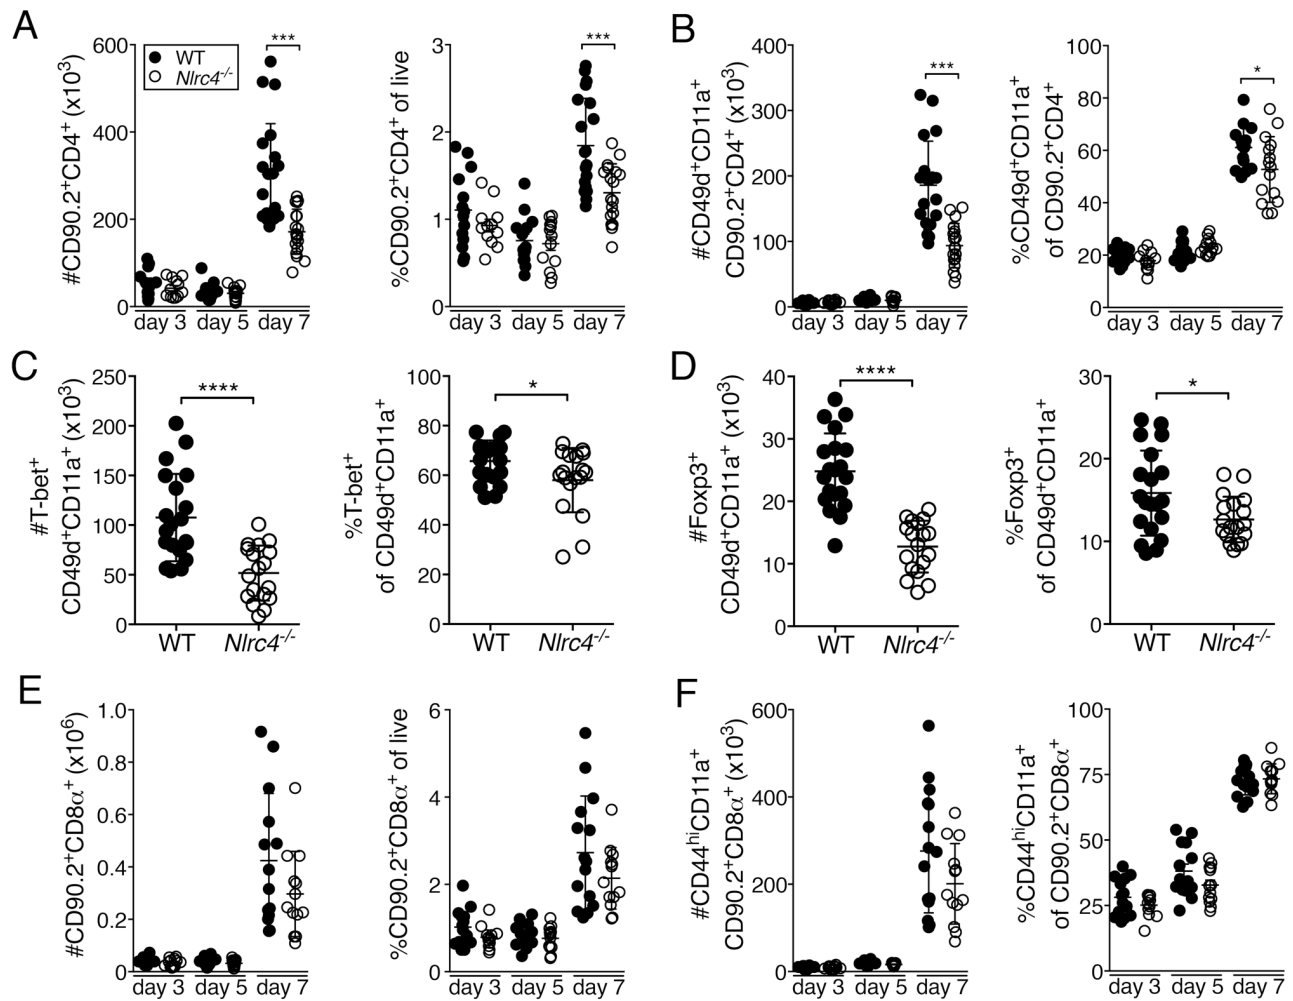 A
#CD90.2⁺CD4⁺ (x10³)
600
400
200
0
WT
Nlrc4⁻/⁻
***
day 3 day 5 day 7
%CD90.2⁺CD4⁺ of live
3
2
1
0
***
day 3 day 5 day 7
B
#CD49d⁺CD11a⁺
CD90.2⁺CD4⁺ (x10³)
400
300
200
100
0
***
day 3 day 5 day 7
%CD49d⁺CD11a⁺
of CD90.2⁺CD4⁺
100
80
60
40
20
0
*
day 3 day 5 day 7
C
#T-bet⁺
CD49d⁺CD11a⁺ (x10³)
250
200
150
100
50
0
****
WT Nlrc4⁻/⁻
%T-bet⁺
of CD49d⁺CD11a⁺
100
80
60
40
20
0
*
WT Nlrc4⁻/⁻
D
#Foxp3⁺
CD49d⁺CD11a⁺ (x10³)
40
30
20
10
0
****
WT Nlrc4⁻/⁻
%Foxp3⁺
of CD49d⁺CD11a⁺
30
20
10
0
*
WT Nlrc4⁻/⁻
E
#CD90.2⁺CD8α⁺ (x10⁶)
1.0
0.8
0.6
0.4
0.2
0
day 3 day 5 day 7
%CD90.2⁺CD8α⁺ of live
6
4
2
0
day 3 day 5 day 7
F
#CD44ʰⁱCD11a⁺
CD90.2⁺CD8α⁺ (x10³)
600
400
200
0
day 3 day 5 day 7
%CD44ʰⁱCD11a⁺
of CD90.2⁺CD8α⁺
100
75
50
25
0
day 3 day 5 day 7